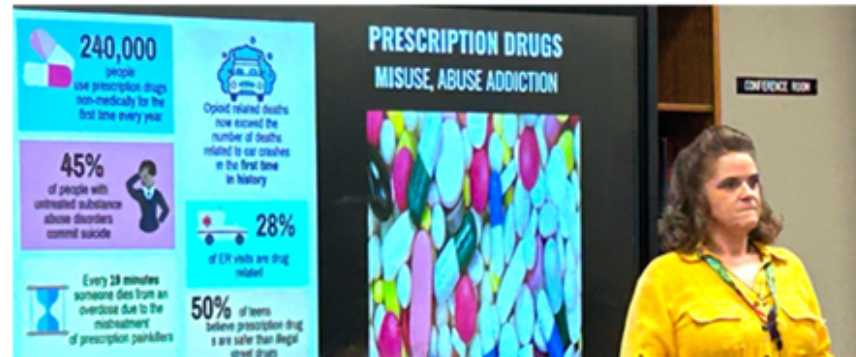 240,000
people
use prescription drugs
non-medically for the
first time every year
45%
of people with
untreated substance
abuse disorders
commit suicide
Every 19 minutes
someone dies from an
overdose due to the
mistreatment
of prescription painkillers
Opioid related deaths
now exceed the
number of deaths
related to car crashes
in the first time
in history
28%
of ER visits are drug
related
50% of teens
believe prescription drug
s are safer than illegal
street drugs
PRESCRIPTION DRUGS
MISUSE, ABUSE ADDICTION
CONFERENCE ROOM